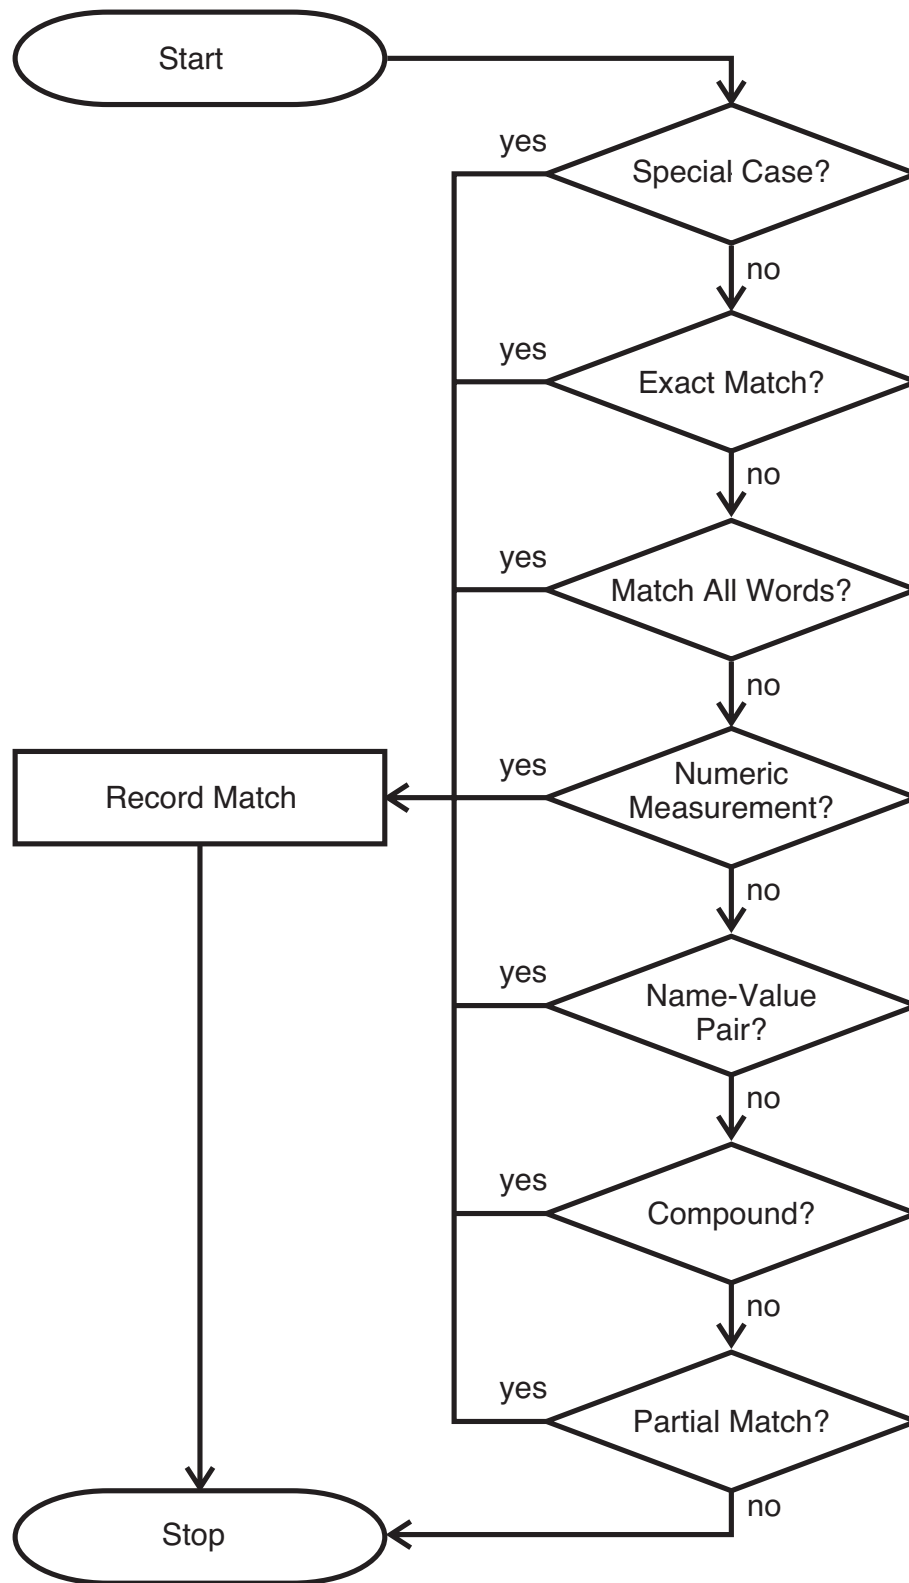 Start
yes
Special Case?
no
yes
Exact Match?
no
yes
Match All Words?
no
Record Match
yes
Numeric
Measurement?
no
yes
Name-Value
Pair?
no
yes
Compound?
no
yes
Partial Match?
no
Stop